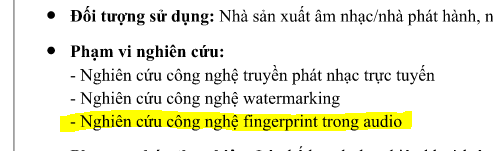 • Đối tượng sử dụng: Nhà sản xuất âm nhạc/nhà phát hành, n
• Phạm vi nghiên cứu:
- Nghiên cứu công nghệ truyền phát nhạc trực tuyến
- Nghiên cứu công nghệ watermarking
- Nghiên cứu công nghệ fingerprint trong audio